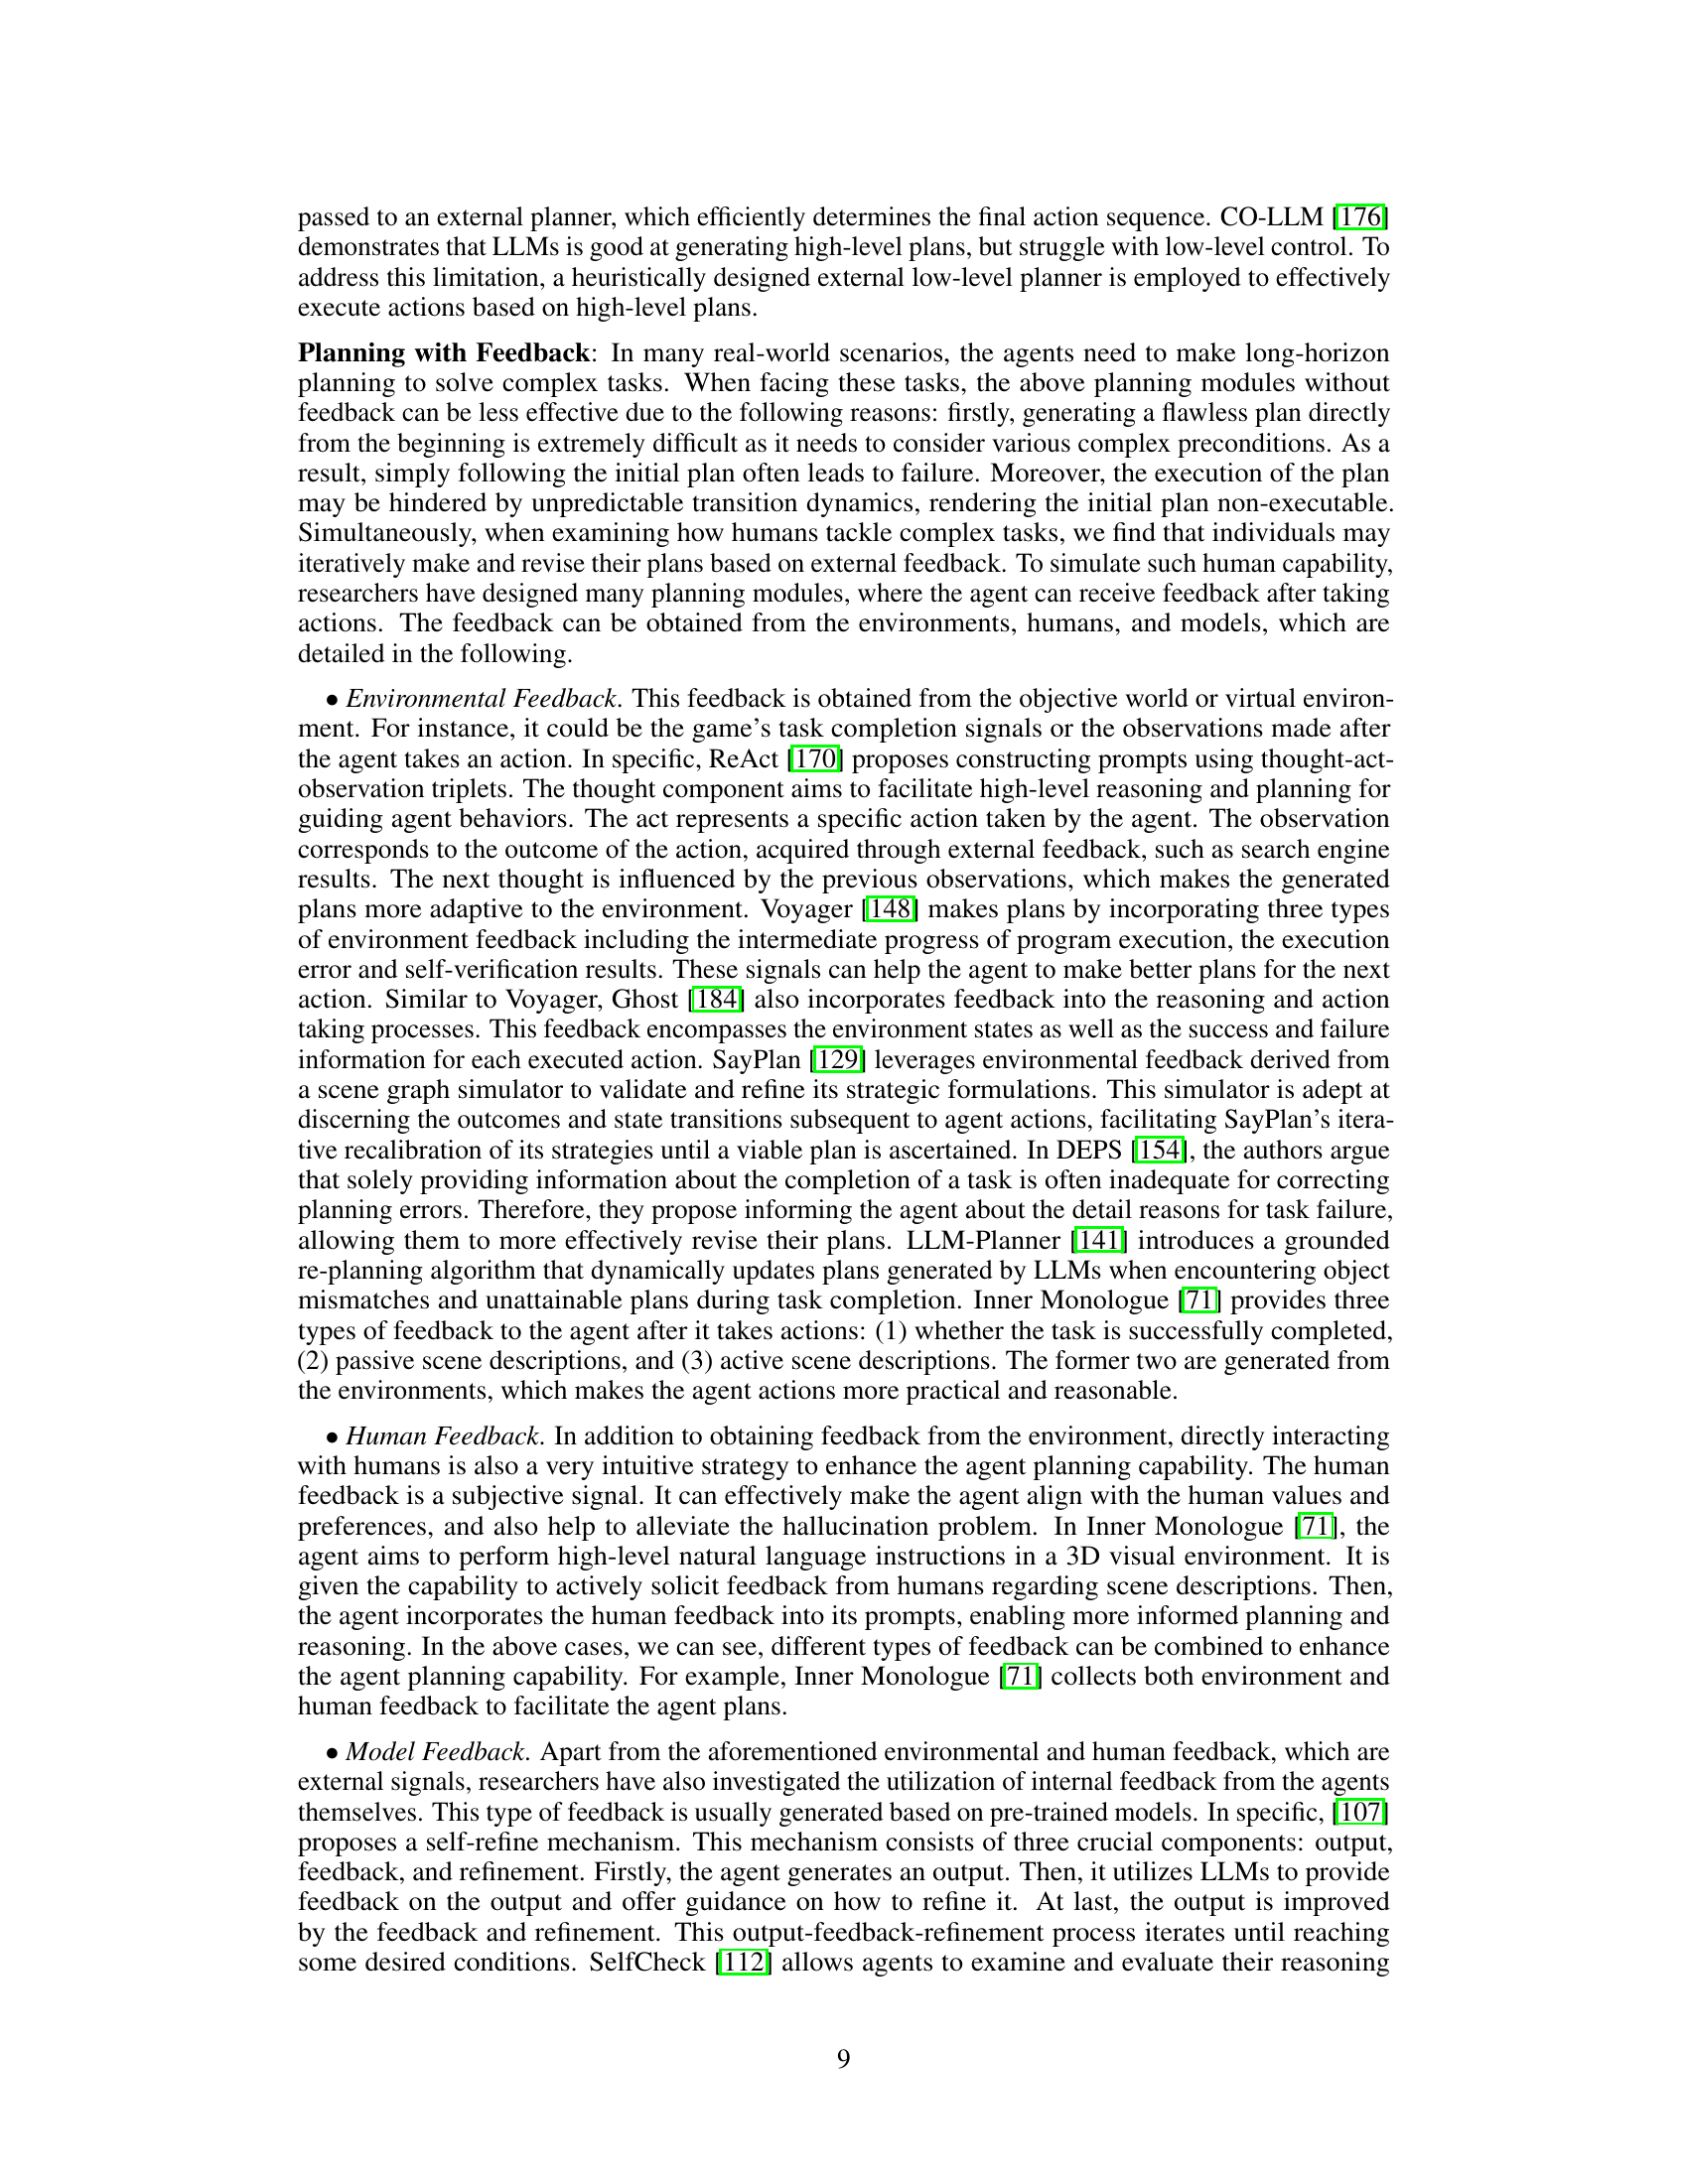 passed to an external planner, which efficiently determines the final action sequence. CO-LLM [176]
demonstrates that LLMs is good at generating high-level plans, but struggle with low-level control. To
address this limitation, a heuristically designed external low-level planner is employed to effectively
execute actions based on high-level plans.
Planning with Feedback: In many real-world scenarios, the agents need to make long-horizon
planning to solve complex tasks. When facing these tasks, the above planning modules without
feedback can be less effective due to the following reasons: firstly, generating a flawless plan directly
from the beginning is extremely difficult as it needs to consider various complex preconditions. As a
result, simply following the initial plan often leads to failure. Moreover, the execution of the plan
may be hindered by unpredictable transition dynamics, rendering the initial plan non-executable.
Simultaneously, when examining how humans tackle complex tasks, we find that individuals may
iteratively make and revise their plans based on external feedback. To simulate such human capability,
researchers have designed many planning modules, where the agent can receive feedback after taking
actions. The feedback can be obtained from the environments, humans, and models, which are
detailed in the following.
• Environmental Feedback. This feedback is obtained from the objective world or virtual environ-
ment. For instance, it could be the game's task completion signals or the observations made after
the agent takes an action. In specific, ReAct [170] proposes constructing prompts using thought-act-
observation triplets. The thought component aims to facilitate high-level reasoning and planning for
guiding agent behaviors. The act represents a specific action taken by the agent. The observation
corresponds to the outcome of the action, acquired through external feedback, such as search engine
results. The next thought is influenced by the previous observations, which makes the generated
plans more adaptive to the environment. Voyager [148] makes plans by incorporating three types
of environment feedback including the intermediate progress of program execution, the execution
error and self-verification results. These signals can help the agent to make better plans for the next
action. Similar to Voyager, Ghost [184] also incorporates feedback into the reasoning and action
taking processes. This feedback encompasses the environment states as well as the success and failure
information for each executed action. SayPlan [129] leverages environmental feedback derived from
a scene graph simulator to validate and refine its strategic formulations. This simulator is adept at
discerning the outcomes and state transitions subsequent to agent actions, facilitating SayPlan's itera-
tive recalibration of its strategies until a viable plan is ascertained. In DEPS [154], the authors argue
that solely providing information about the completion of a task is often inadequate for correcting
planning errors. Therefore, they propose informing the agent about the detail reasons for task failure,
allowing them to more effectively revise their plans. LLM-Planner [141] introduces a grounded
re-planning algorithm that dynamically updates plans generated by LLMs when encountering object
mismatches and unattainable plans during task completion. Inner Monologue [71] provides three
types of feedback to the agent after it takes actions: (1) whether the task is successfully completed,
(2) passive scene descriptions, and (3) active scene descriptions. The former two are generated from
the environments, which makes the agent actions more practical and reasonable.
• Human Feedback. In addition to obtaining feedback from the environment, directly interacting
with humans is also a very intuitive strategy to enhance the agent planning capability. The human
feedback is a subjective signal. It can effectively make the agent align with the human values and
preferences, and also help to alleviate the hallucination problem. In Inner Monologue [71], the
agent aims to perform high-level natural language instructions in a 3D visual environment. It is
given the capability to actively solicit feedback from humans regarding scene descriptions. Then,
the agent incorporates the human feedback into its prompts, enabling more informed planning and
reasoning. In the above cases, we can see, different types of feedback can be combined to enhance
the agent planning capability. For example, Inner Monologue [71] collects both environment and
human feedback to facilitate the agent plans.
• Model Feedback. Apart from the aforementioned environmental and human feedback, which are
external signals, researchers have also investigated the utilization of internal feedback from the agents
themselves. This type of feedback is usually generated based on pre-trained models. In specific, [107]
proposes a self-refine mechanism. This mechanism consists of three crucial components: output,
feedback, and refinement. Firstly, the agent generates an output. Then, it utilizes LLMs to provide
feedback on the output and offer guidance on how to refine it. At last, the output is improved
by the feedback and refinement. This output-feedback-refinement process iterates until reaching
some desired conditions. SelfCheck [112] allows agents to examine and evaluate their reasoning
9